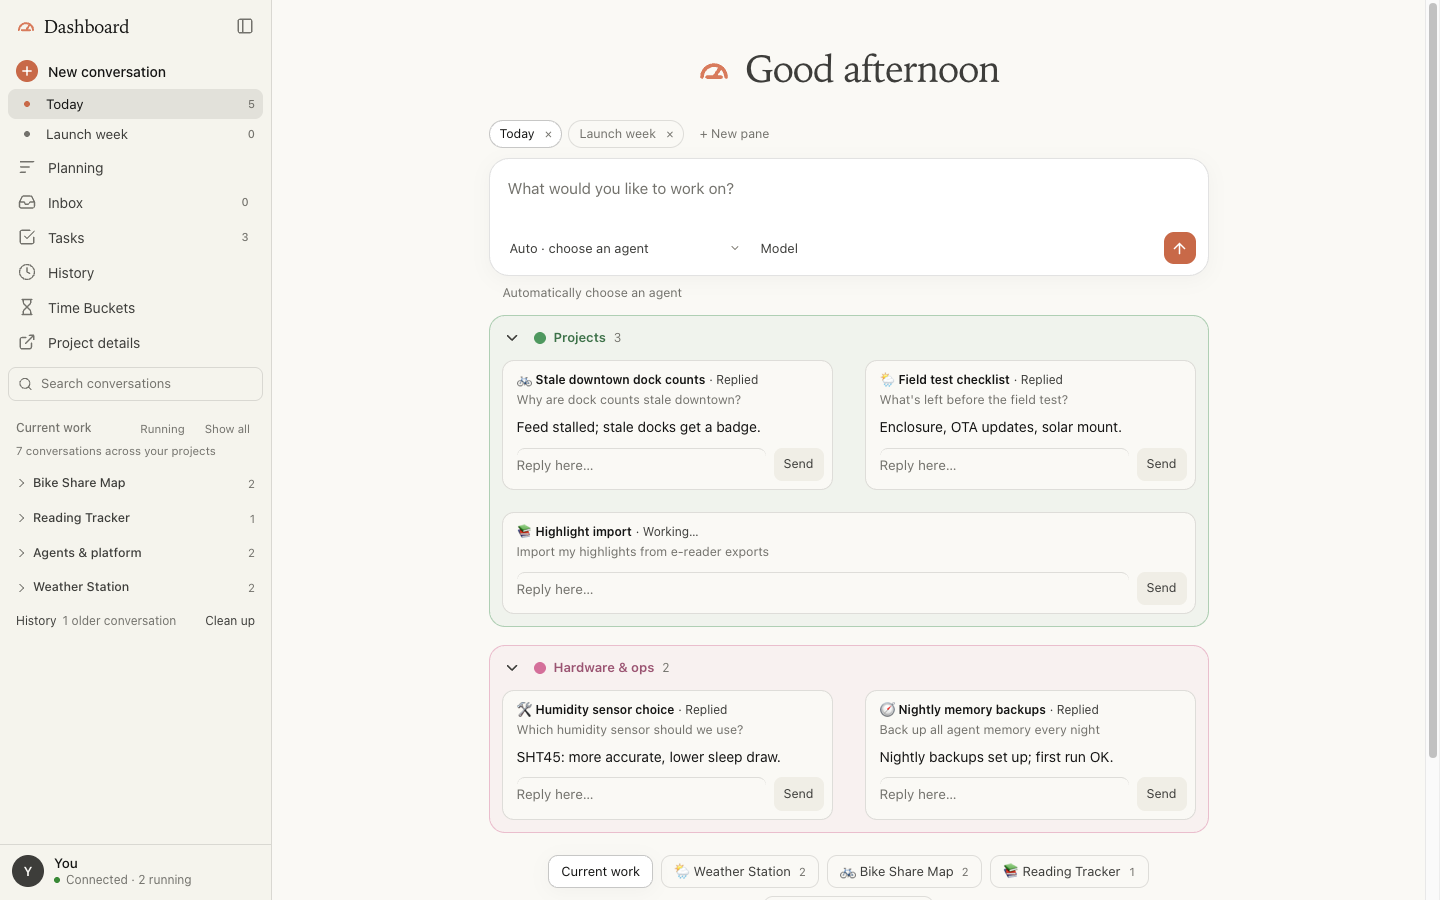 Dashboard
New conversation
Today 5
Launch week 0
Planning
Inbox 0
Tasks 3
History
Time Buckets
Project details
Search conversations
Current work Running Show all
7 conversations across your projects
Bike Share Map 2
Reading Tracker 1
Agents & platform 2
Weather Station 2
History 1 older conversation Clean up
Y
You
Connected · 2 running
Good afternoon
Today × Launch week × + New pane
What would you like to work on?
Auto · choose an agent Model
Automatically choose an agent
Projects 3
Stale downtown dock counts · Replied
Why are dock counts stale downtown?
Feed stalled; stale docks get a badge.
Reply here... Send
Field test checklist · Replied
What's left before the field test?
Enclosure, OTA updates, solar mount.
Reply here... Send
Highlight import · Working...
Import my highlights from e-reader exports
Reply here... Send
Hardware & ops 2
Humidity sensor choice · Replied
Which humidity sensor should we use?
SHT45: more accurate, lower sleep draw.
Reply here... Send
Nightly memory backups · Replied
Back up all agent memory every night
Nightly backups set up; first run OK.
Reply here... Send
Current work Weather Station 2 Bike Share Map 2 Reading Tracker 1